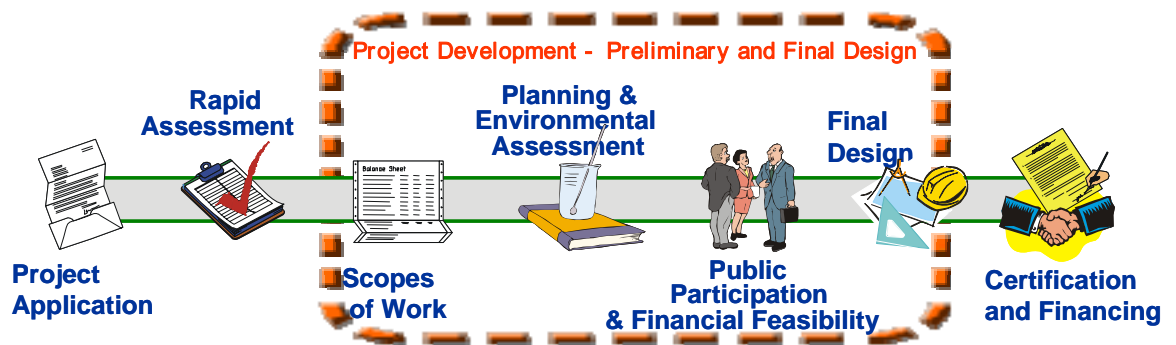 Project Development - Preliminary and Final Design
Project
Application
Rapid
Assessment
Balance Sheet
Scopes
of Work
Planning &
Environmental
Assessment
Public
Participation
& Financial Feasibility
Final
Design
Certification
and Financing